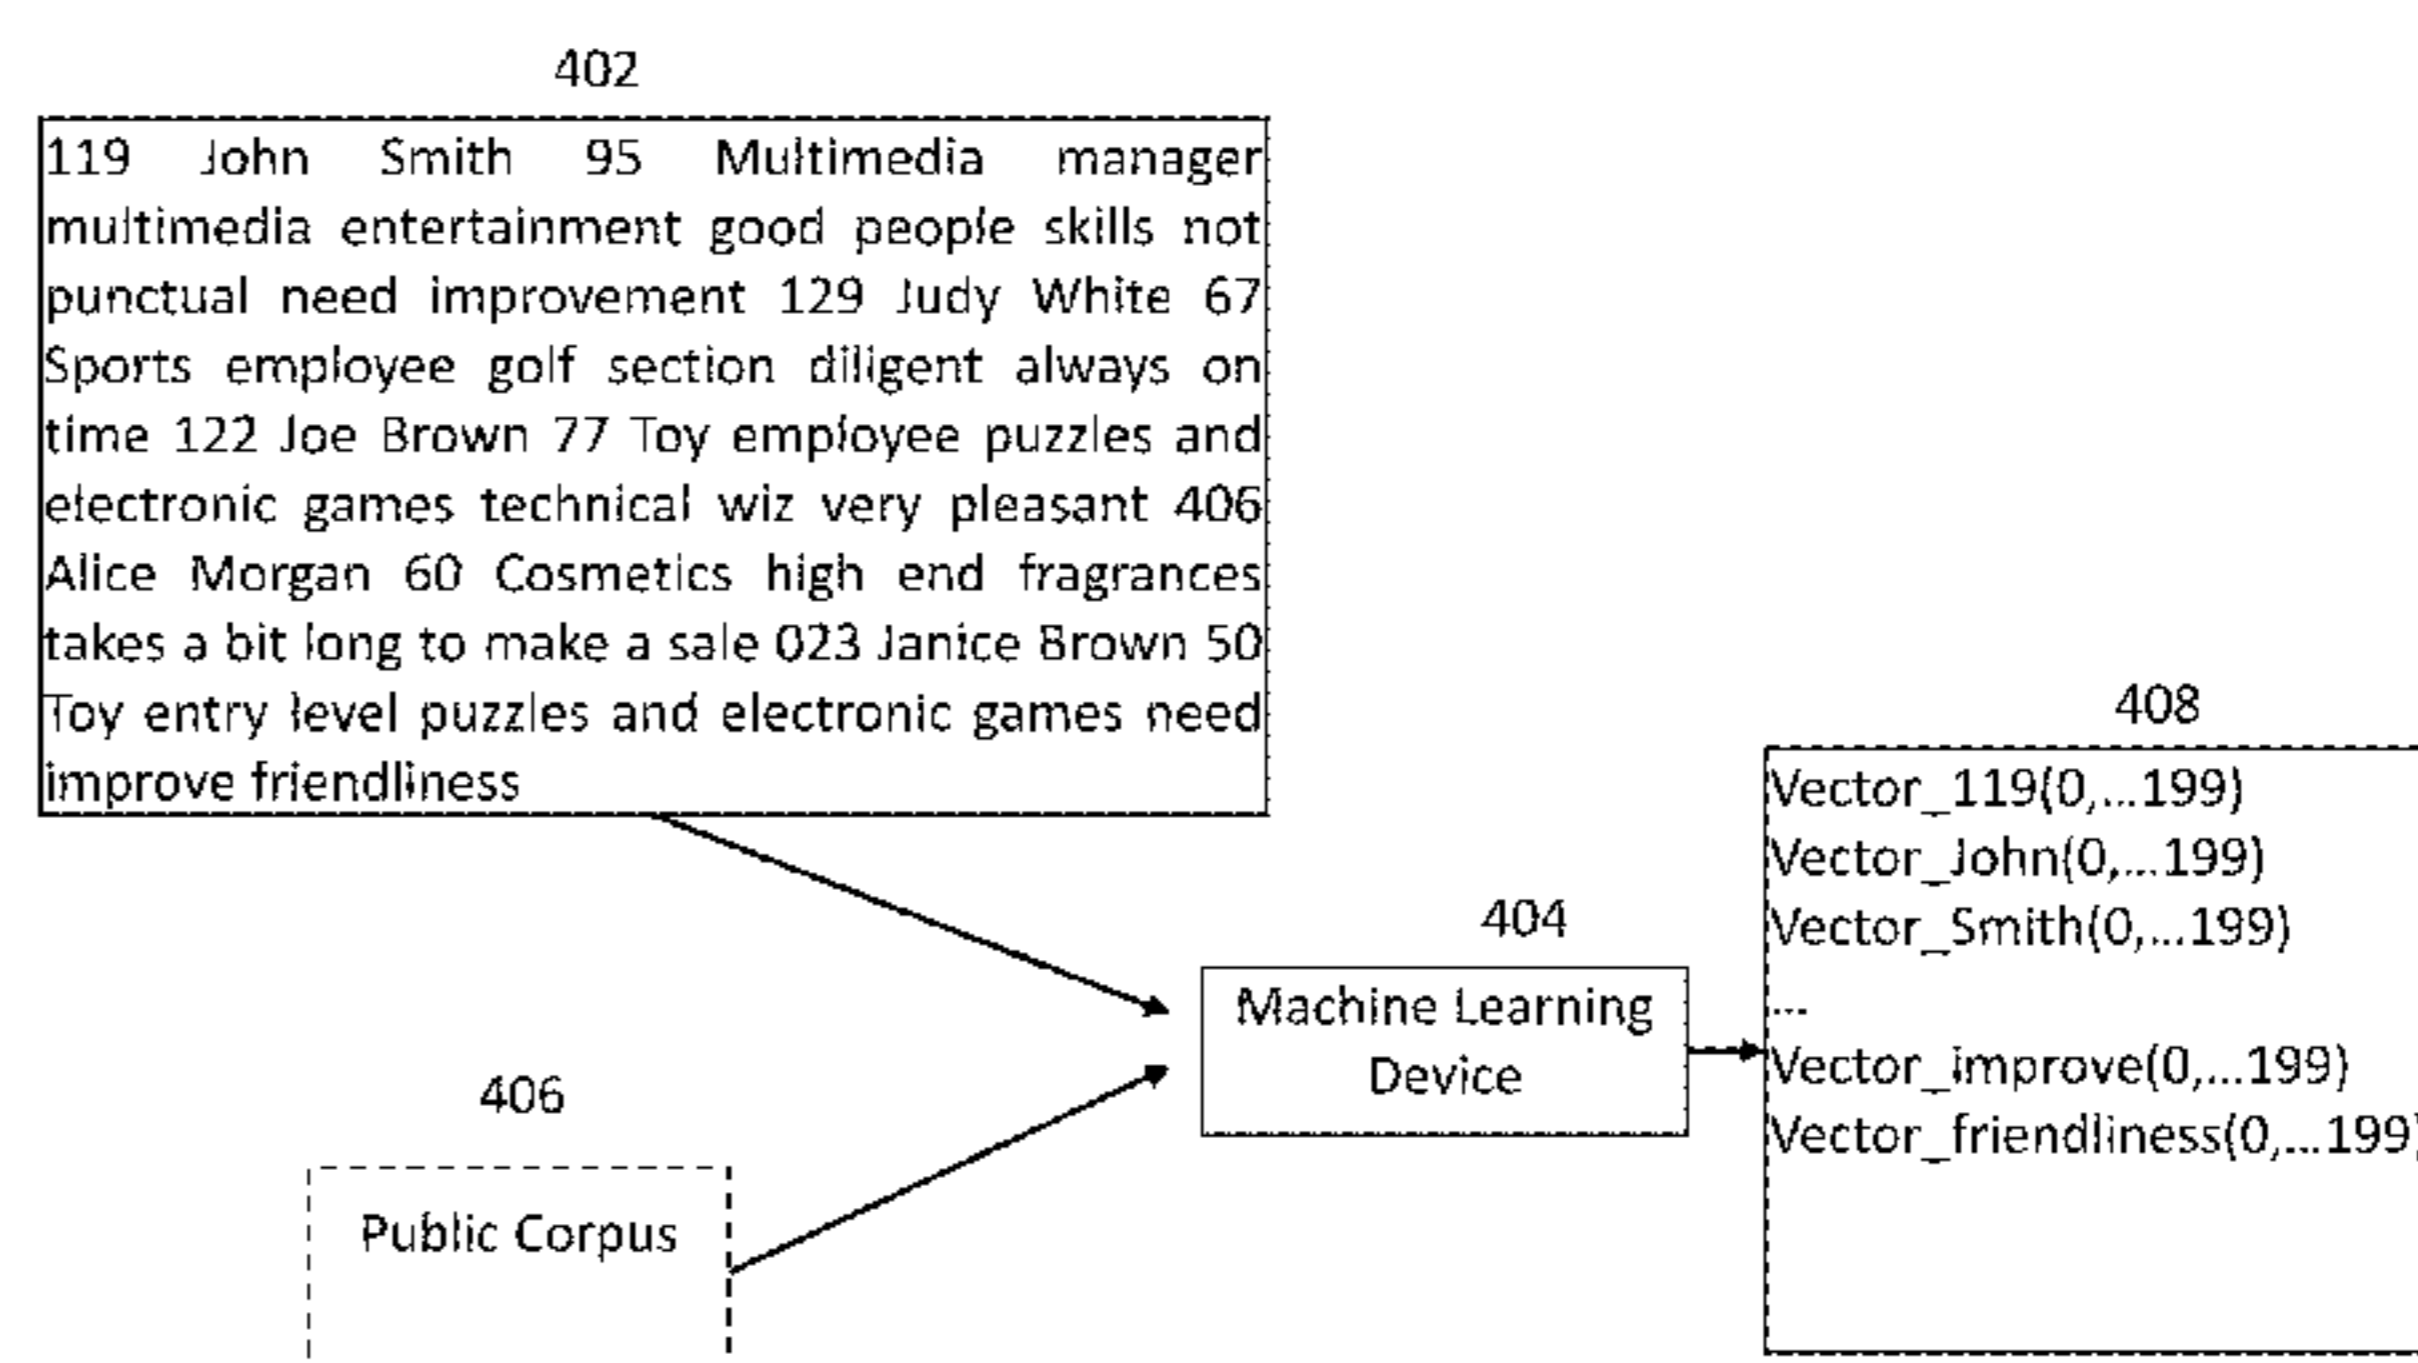 402
119 John Smith 95 Multimedia manager
multimedia entertainment good people skills not
punctual need improvement 129 Judy White 67
Sports employee golf section diligent always on
time 122 Joe Brown 77 Toy employee puzzles and
electronic games technical wiz very pleasant 406
Alice Morgan 60 Cosmetics high end fragrances
takes a bit long to make a sale 023 Janice Brown 50
Toy entry level puzzles and electronic games need
improve friendliness
406
Public Corpus
404
Machine Learning
Device
408
Vector_119(0,...199)
Vector_John(0,...199)
Vector_Smith(0,...199)
...
Vector_improve(0,...199)
Vector_friendliness(0,...199)